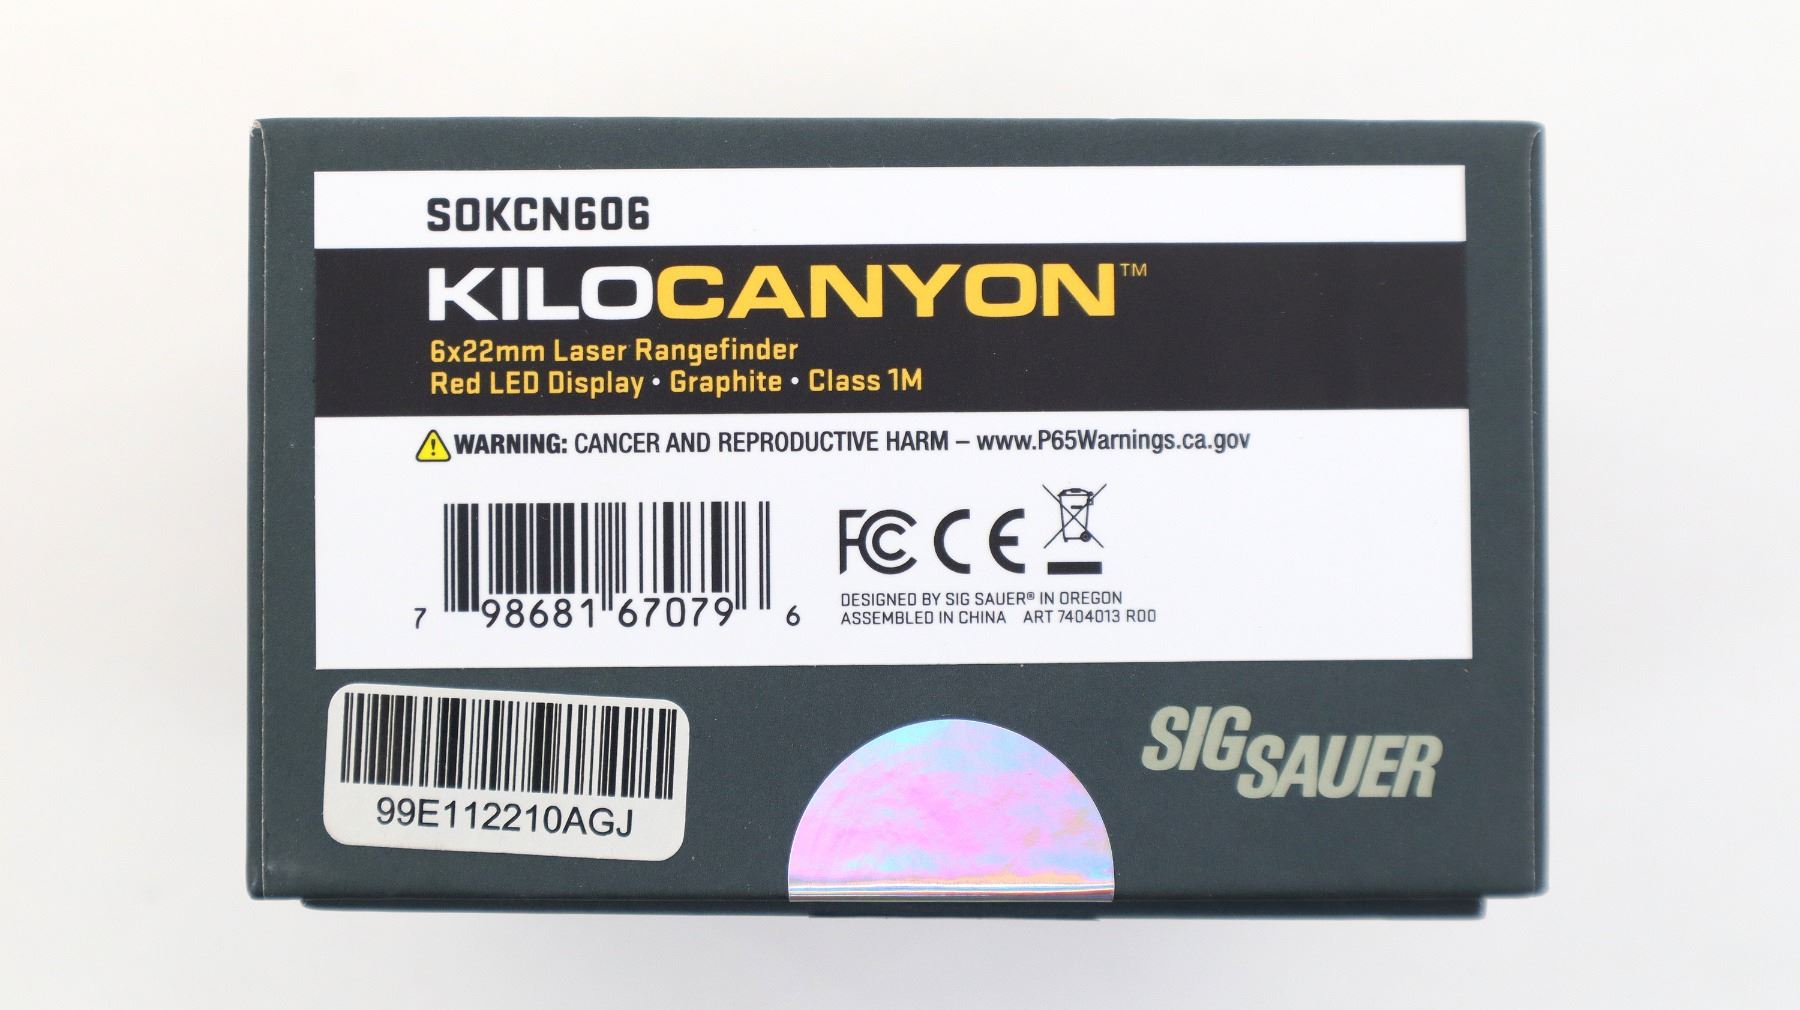 SOKCN606
KILOCANYON™
6x22mm Laser Rangefinder
Red LED Display • Graphite • Class 1M
WARNING: CANCER AND REPRODUCTIVE HARM – www.P65Warnings.ca.gov
7 98681 67079 6
FC CE
DESIGNED BY SIG SAUER® IN OREGON
ASSEMBLED IN CHINA ART 7404013 R00
99E112210AGJ
SIG SAUER